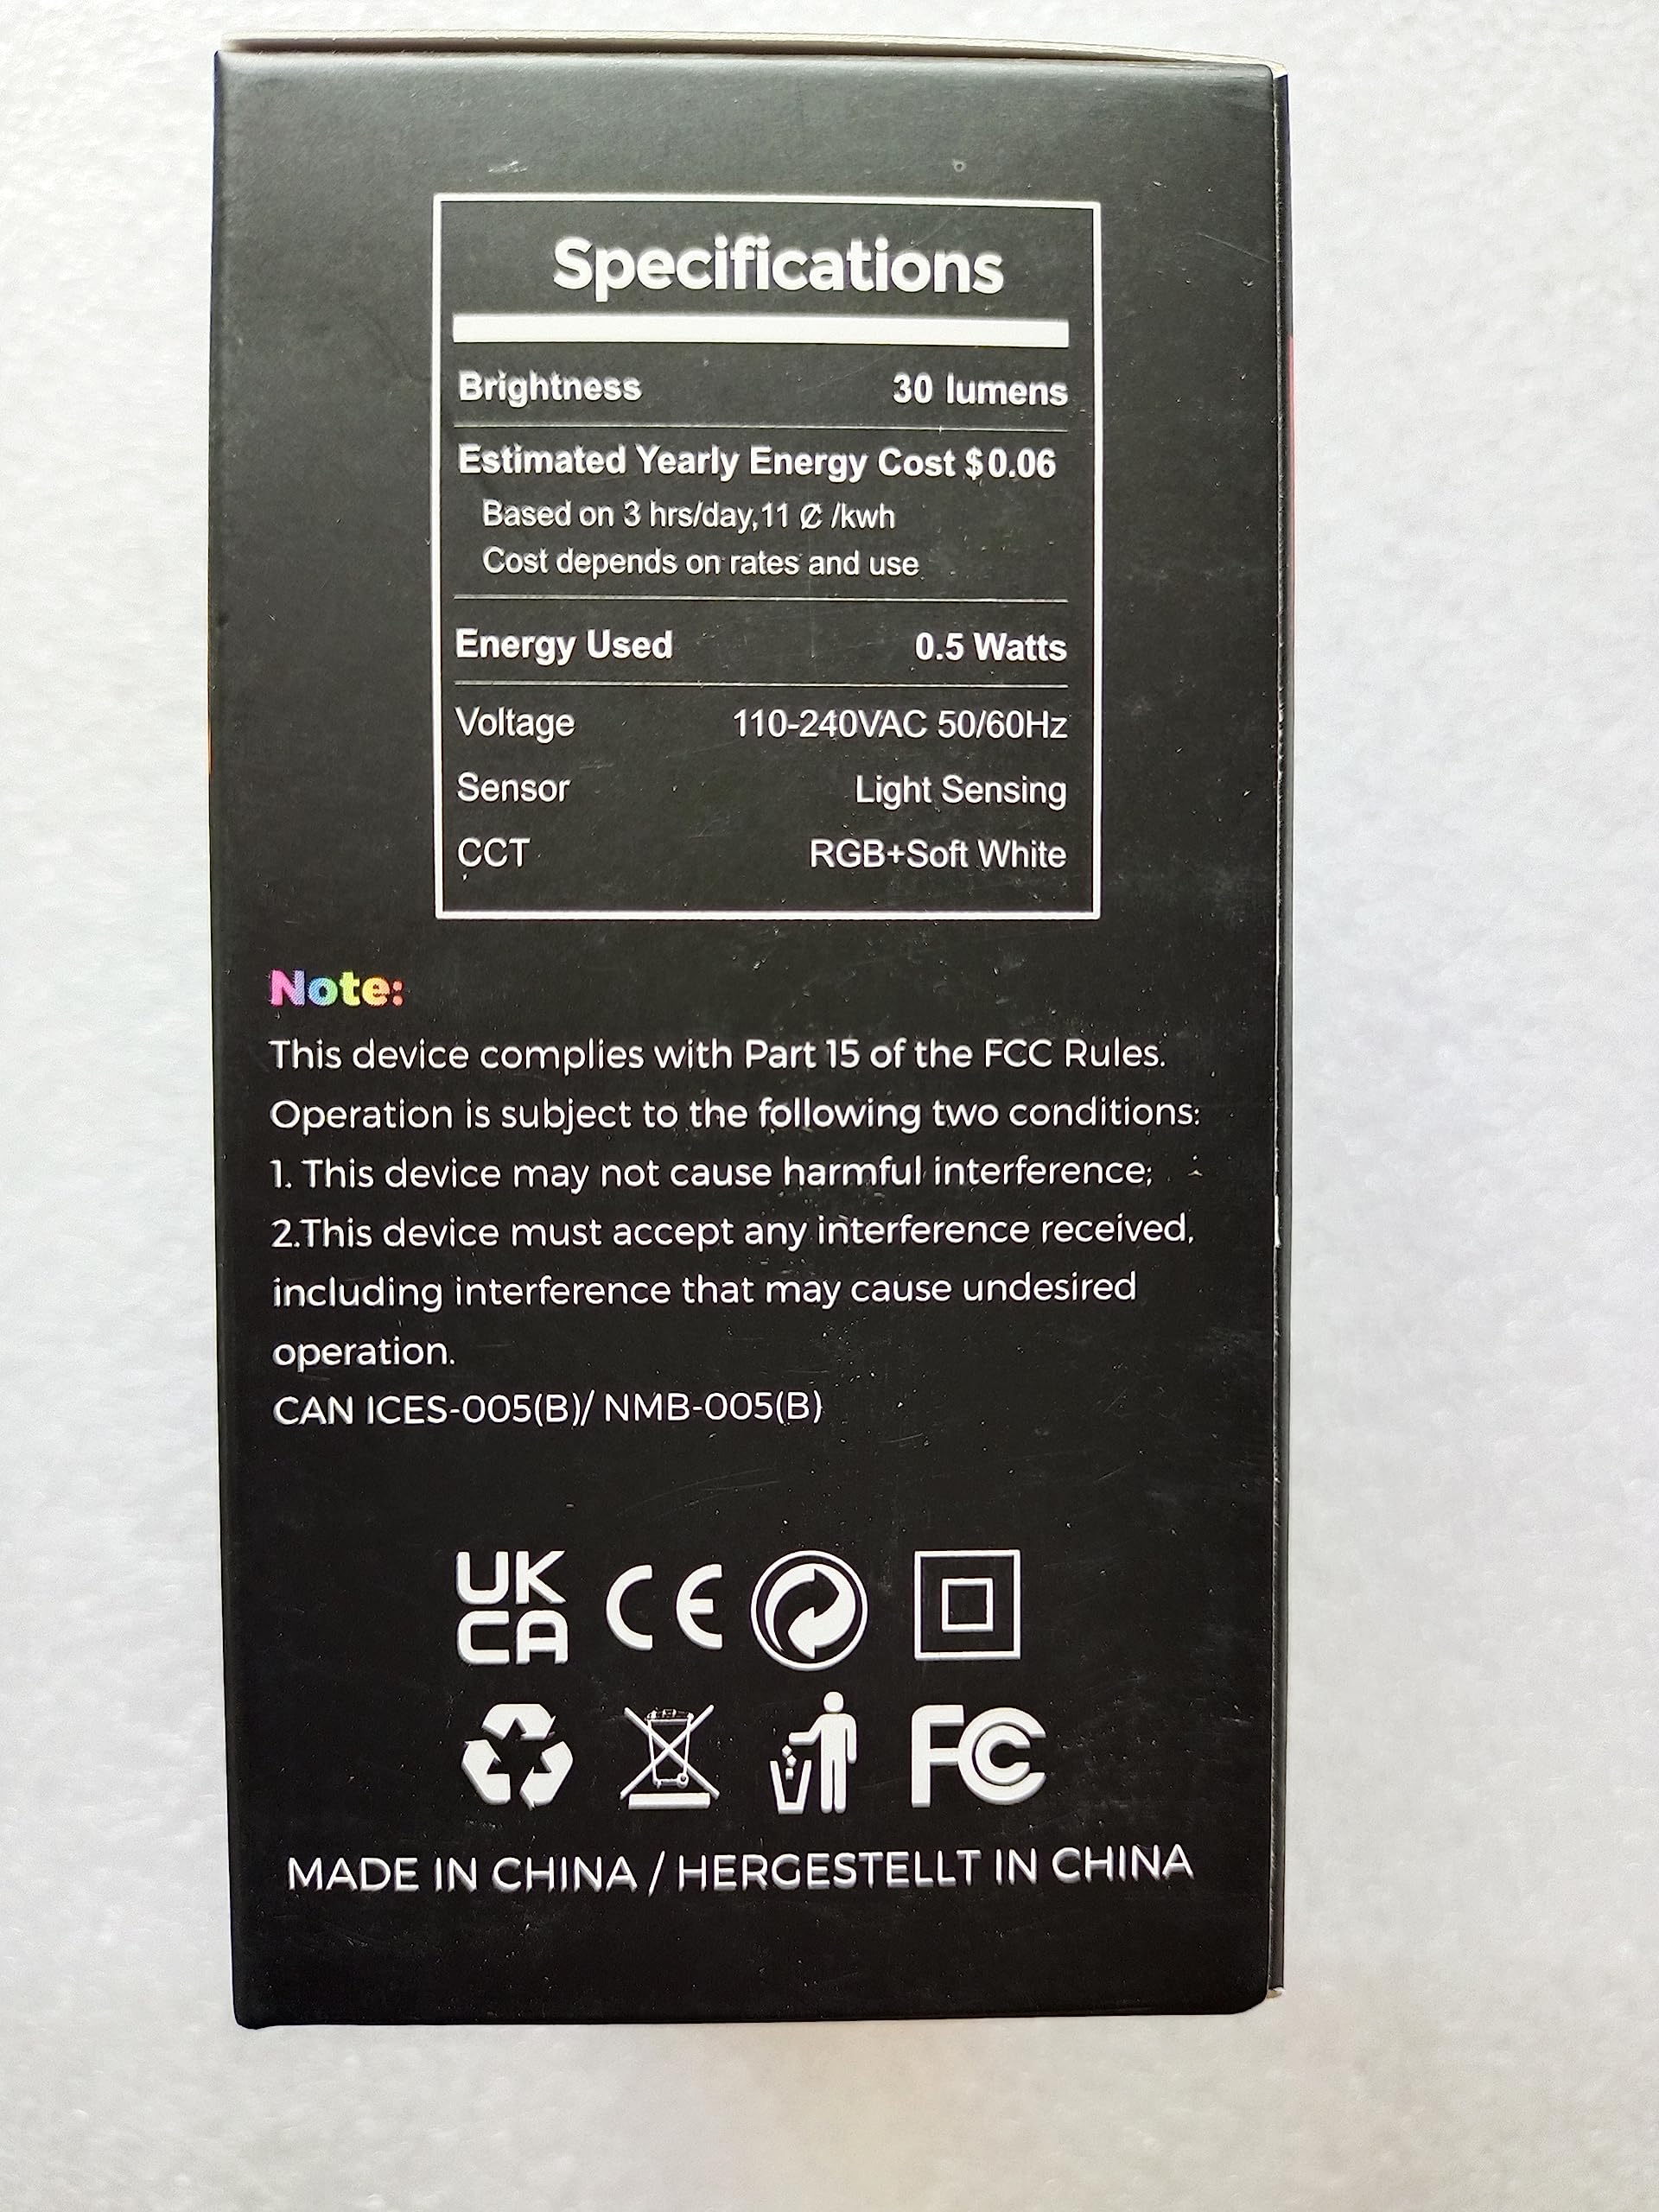 Specifications
Brightness 30 lumens
Estimated Yearly Energy Cost $0.06
Based on 3 hrs/day,11 ₡ /kwh
Cost depends on rates and use
Energy Used 0.5 Watts
Voltage 110-240VAC 50/60Hz
Sensor Light Sensing
CCT RGB+Soft White
Note:
This device complies with Part 15 of the FCC Rules.
Operation is subject to the following two conditions:
1. This device may not cause harmful interference;
2.This device must accept any interference received,
including interference that may cause undesired
operation.
CAN ICES-005(B)/ NMB-005(B)
UK
CA CE
FC
MADE IN CHINA / HERGESTELLT IN CHINA